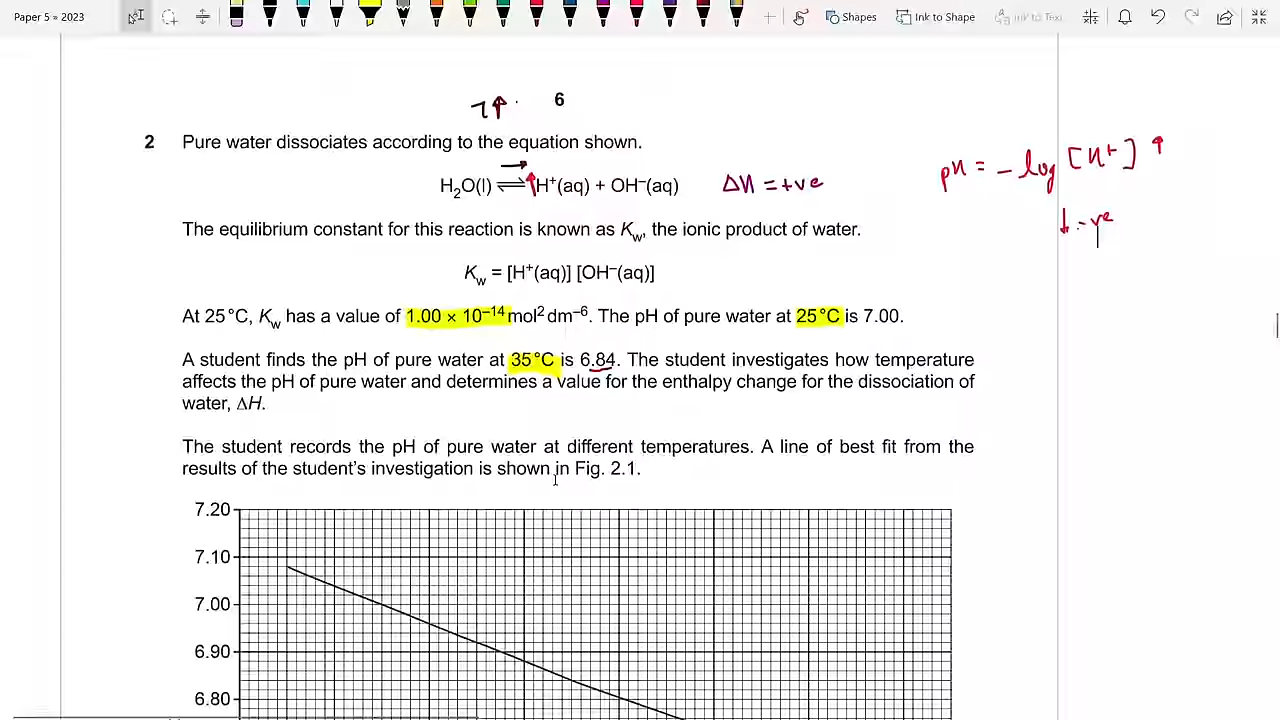 Paper 5 » 2023
Shapes
Ink to Shape
Ink to Text
T↑
6
2 Pure water dissociates according to the equation shown.
pH = - log [H+] ↑
→
H₂O(l) ⇌ ↑H⁺(aq) + OH⁻(aq) ΔH = +ve
↓ -ve
The equilibrium constant for this reaction is known as Kw, the ionic product of water.
Kw = [H⁺(aq)] [OH⁻(aq)]
At 25 °C, Kw has a value of 1.00 × 10⁻¹⁴ mol² dm⁻⁶. The pH of pure water at 25 °C is 7.00.
A student finds the pH of pure water at 35 °C is 6.84. The student investigates how temperature
affects the pH of pure water and determines a value for the enthalpy change for the dissociation of
water, ΔH.
The student records the pH of pure water at different temperatures. A line of best fit from the
results of the student's investigation is shown in Fig. 2.1.
7.20
7.10
7.00
6.90
6.80